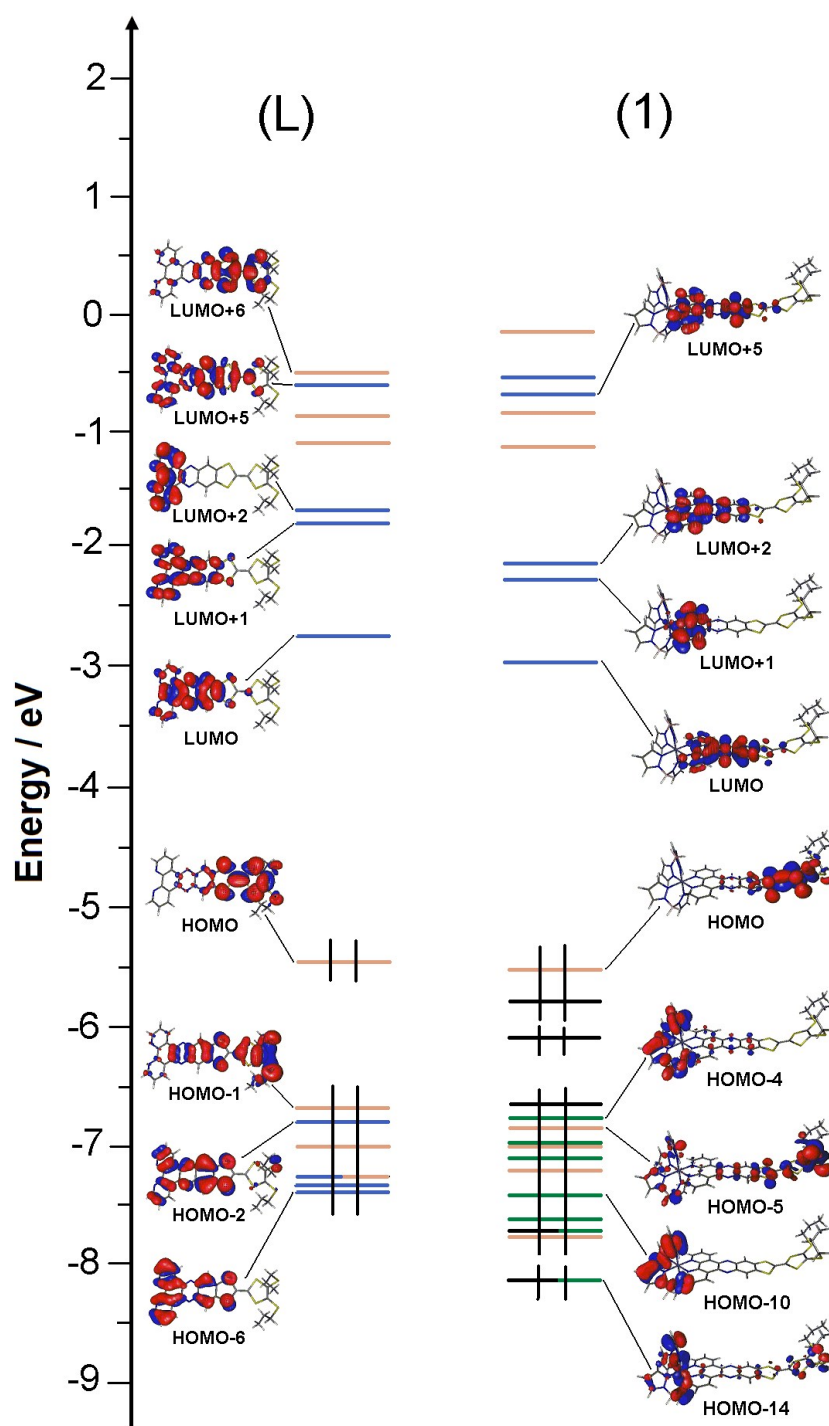 Energy / eV
2
1
0
-1
-2
-3
-4
-5
-6
-7
-8
-9
(L)
LUMO+6
LUMO+5
LUMO+2
LUMO+1
LUMO
HOMO
HOMO-1
HOMO-2
HOMO-6
(1)
LUMO+5
LUMO+2
LUMO+1
LUMO
HOMO
HOMO-4
HOMO-5
HOMO-10
HOMO-14